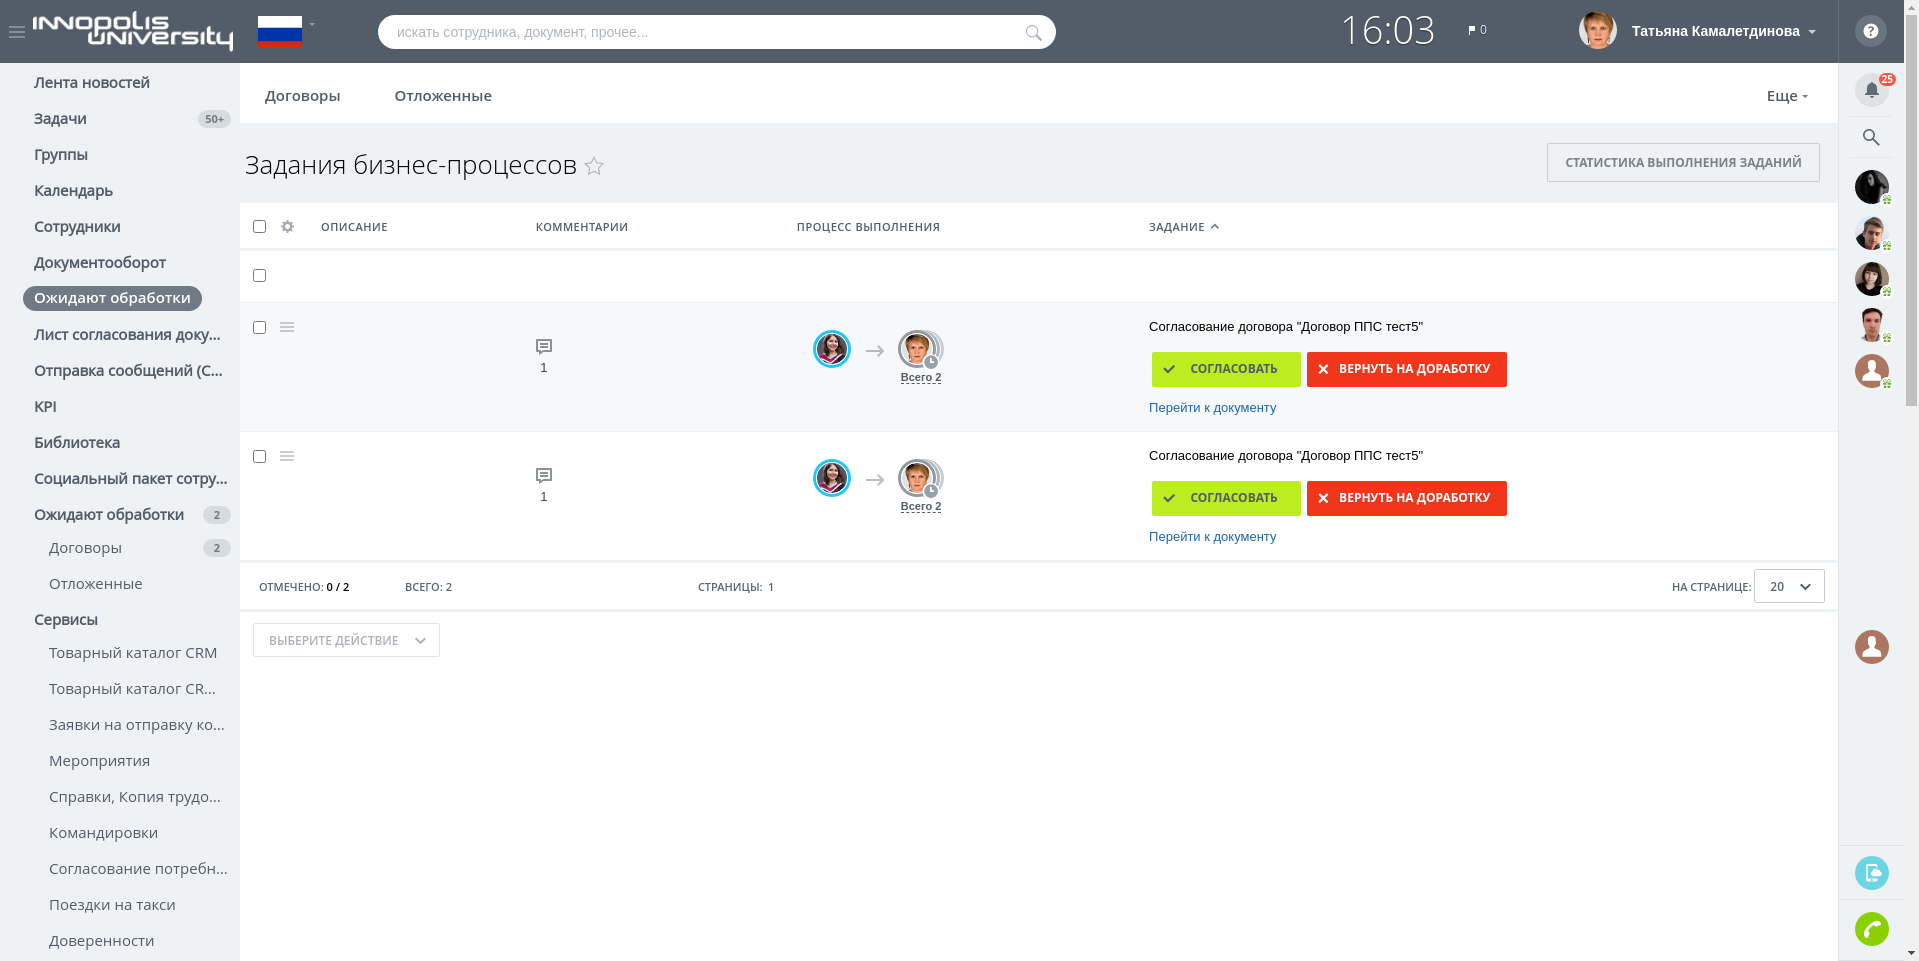 INNOPOLIS
UNIVERSITY
искать сотрудника, документ, прочее...
16:03
0
Татьяна Камалетдинова
?
25
Лента новостей
Задачи 50+
Группы
Календарь
Сотрудники
Документооборот
Ожидают обработки
Лист согласования доку...
Отправка сообщений (С...
KPI
Библиотека
Социальный пакет сотру...
Ожидают обработки 2
Договоры 2
Отложенные
Сервисы
Товарный каталог CRM
Товарный каталог CR...
Заявки на отправку ко...
Мероприятия
Справки, Копия трудо...
Командировки
Согласование потребн...
Поездки на такси
Доверенности
Договоры Отложенные Еще
Задания бизнес-процессов
СТАТИСТИКА ВЫПОЛНЕНИЯ ЗАДАНИЙ
ОПИСАНИЕ КОММЕНТАРИИ ПРОЦЕСС ВЫПОЛНЕНИЯ ЗАДАНИЕ
Согласование договора "Договор ППС тест5"
1
Всего 2
СОГЛАСОВАТЬ ВЕРНУТЬ НА ДОРАБОТКУ
Перейти к документу
Согласование договора "Договор ППС тест5"
1
Всего 2
СОГЛАСОВАТЬ ВЕРНУТЬ НА ДОРАБОТКУ
Перейти к документу
ОТМЕЧЕНО: 0 / 2 ВСЕГО: 2 СТРАНИЦЫ: 1 НА СТРАНИЦЕ: 20
ВЫБЕРИТЕ ДЕЙСТВИЕ